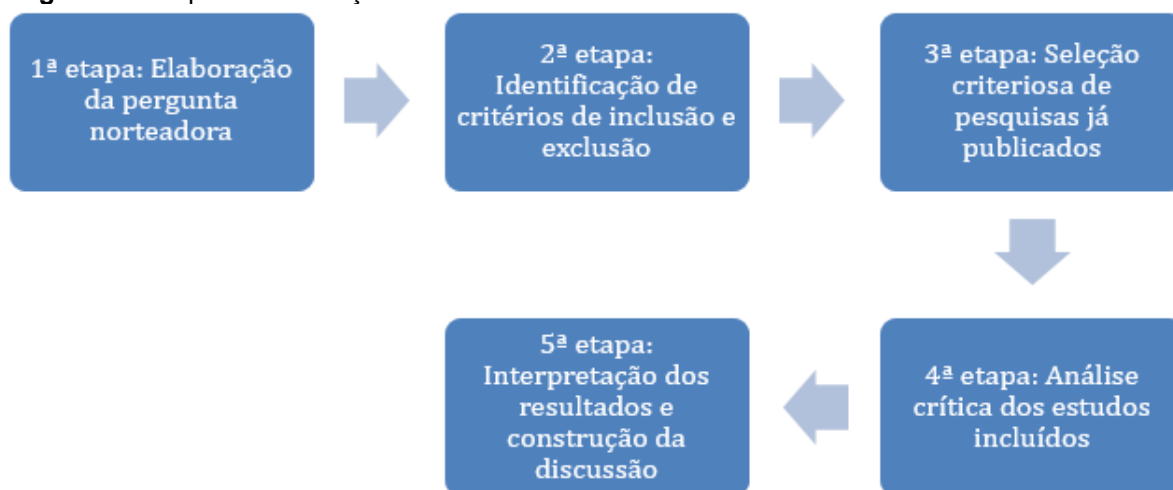 1ª etapa: Elaboração
da pergunta
norteadora
2ª etapa:
Identificação de
critérios de inclusão e
exclusão
3ª etapa: Seleção
criteriosa de
pesquisas já
publicados
4ª etapa: Análise
crítica dos estudos
incluídos
5ª etapa:
Interpretação dos
resultados e
construção da
discussão